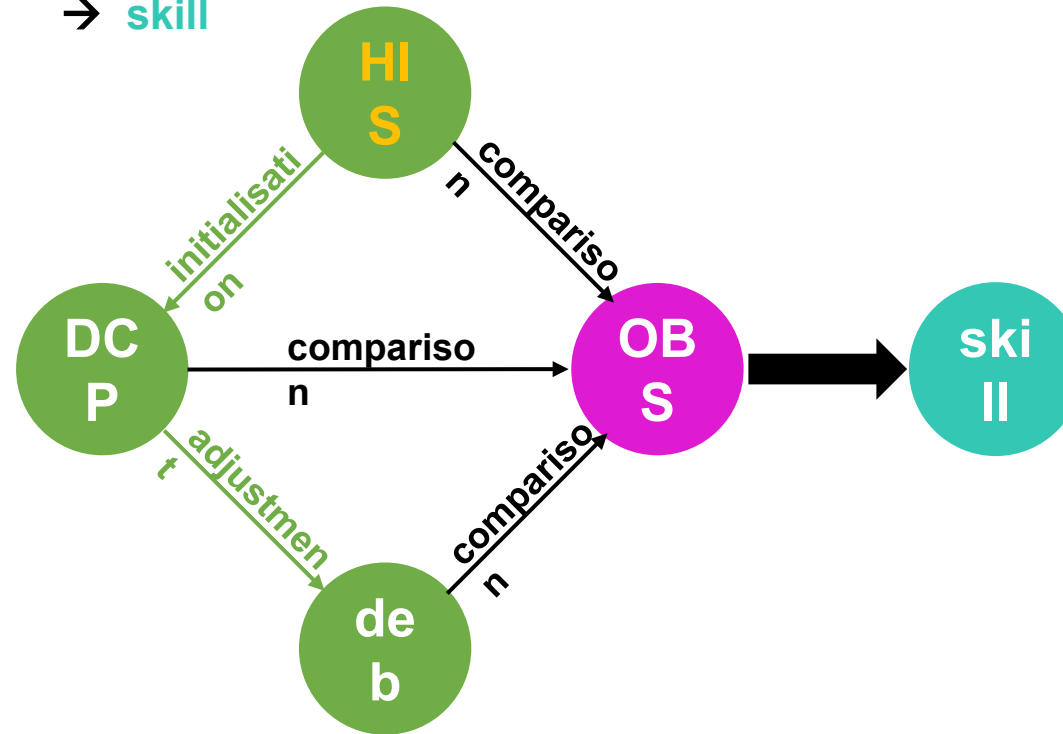 → skill
HI
S
initialisati
on
compariso
n
DC
P
compariso
n
OB
S
ski
ll
adjustmen
t
compariso
n
de
b